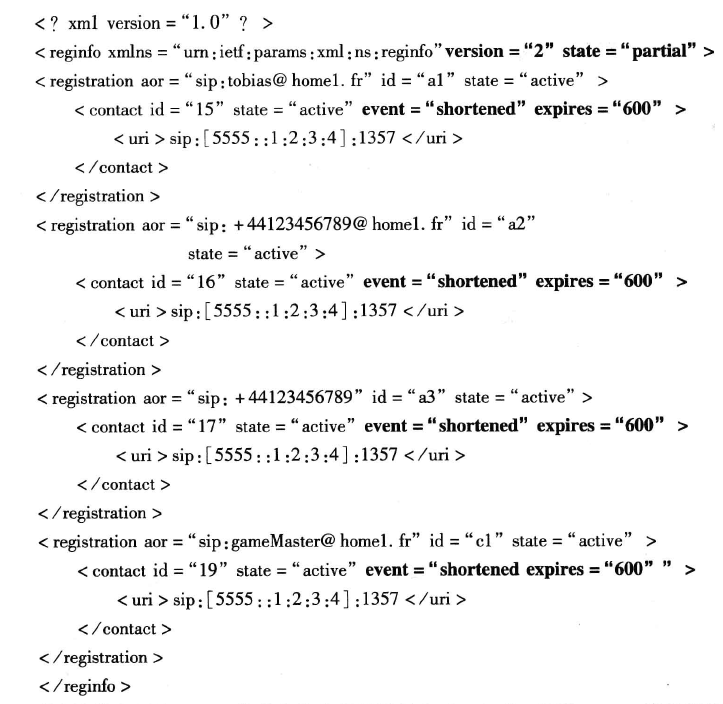 <? xml version = “1.0” ? >
<reginfo xmlns = “urn:ietf:params:xml:ns:reginfo” version = “2” state = “partial” >
<registration aor = “sip:tobias@ home1. fr” id = “a1” state = “active” >
<contact id = “15” state = “active” event = “shortened” expires = “600” >
<uri > sip:[5555::1:2:3:4]:1357 </uri >
</contact >
</registration >
<registration aor = “sip: +44123456789@ home1. fr” id = “a2”
state = “active” >
<contact id = “16” state = “active” event = “shortened” expires = “600” >
<uri > sip:[5555::1:2:3:4]:1357 </uri >
</contact >
</registration >
<registration aor = “sip: +44123456789” id = “a3” state = “active” >
<contact id = “17” state = “active” event = “shortened” expires = “600” >
<uri > sip:[5555::1:2:3:4]:1357 </uri >
</contact >
</registration >
<registration aor = “sip:gameMaster@ home1. fr” id = “c1” state = “active” >
<contact id = “19” state = “active” event = “shortened expires = “600” ” >
<uri > sip:[5555::1:2:3:4]:1357 </uri >
</contact >
</registration >
</reginfo >